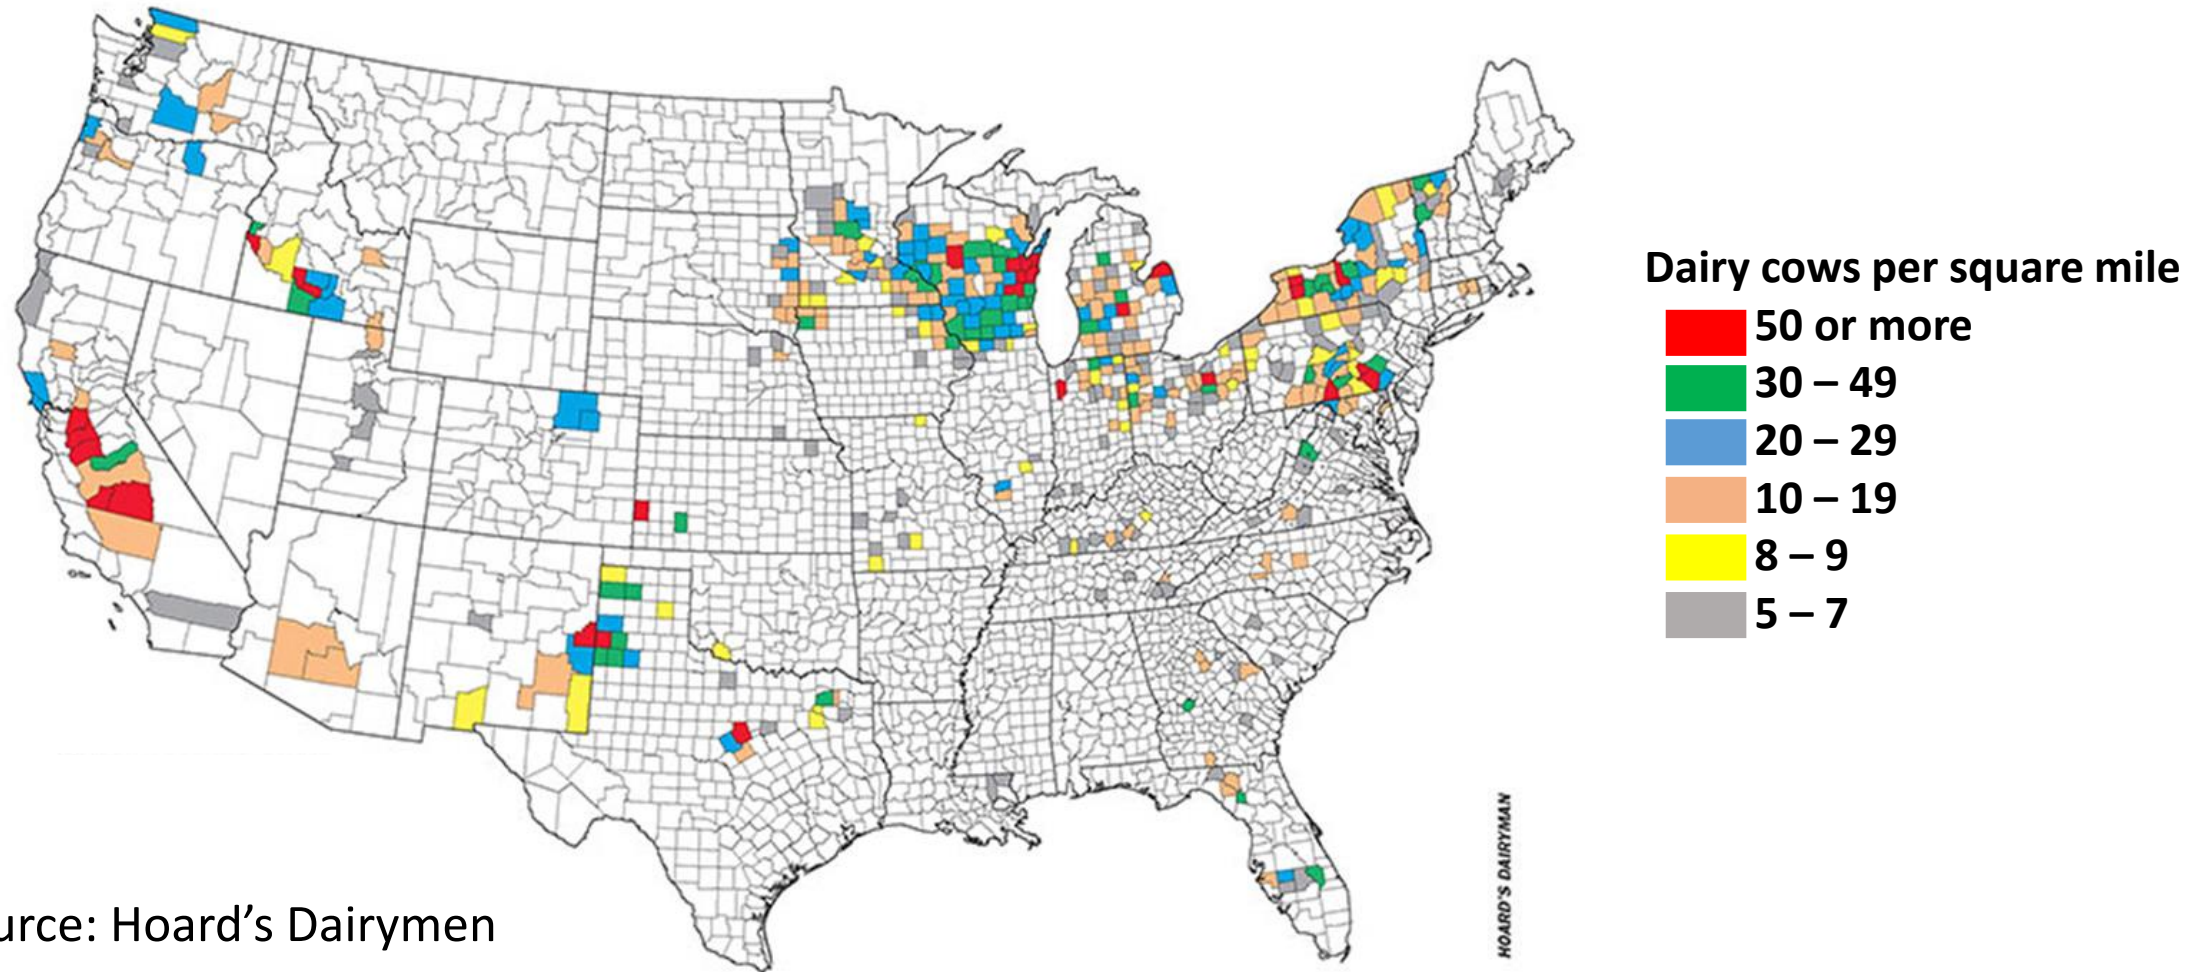 Dairy cows per square mile
50 or more
30 – 49
20 – 29
10 – 19
8 – 9
5 – 7
HOARD'S DAIRYMAN
urce: Hoard’s Dairymen